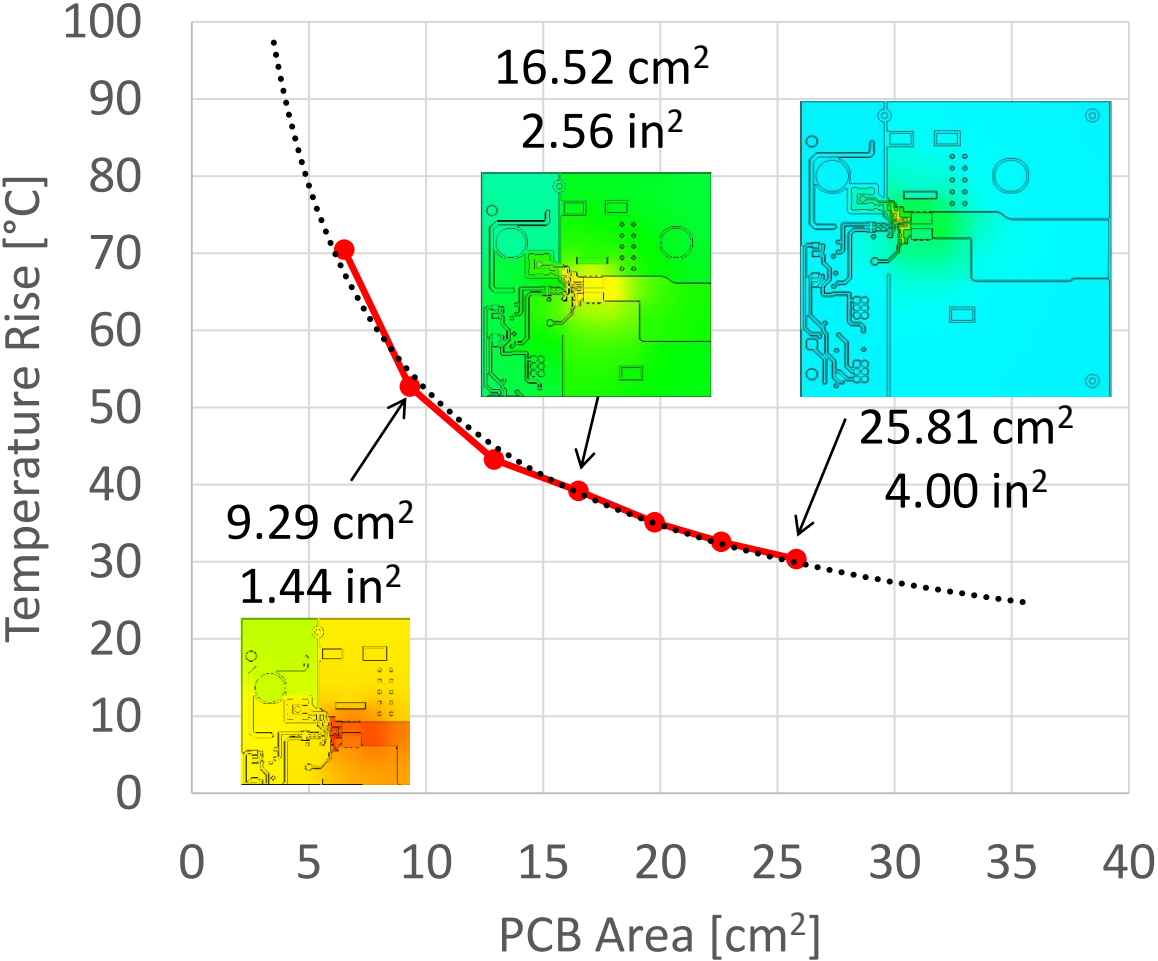 100
90
80
70
60
50
40
30
20
10
0
Temperature Rise [°C]
16.52 cm²
2.56 in²
25.81 cm²
4.00 in²
9.29 cm²
1.44 in²
0 5 10 15 20 25 30 35 40
PCB Area [cm²]